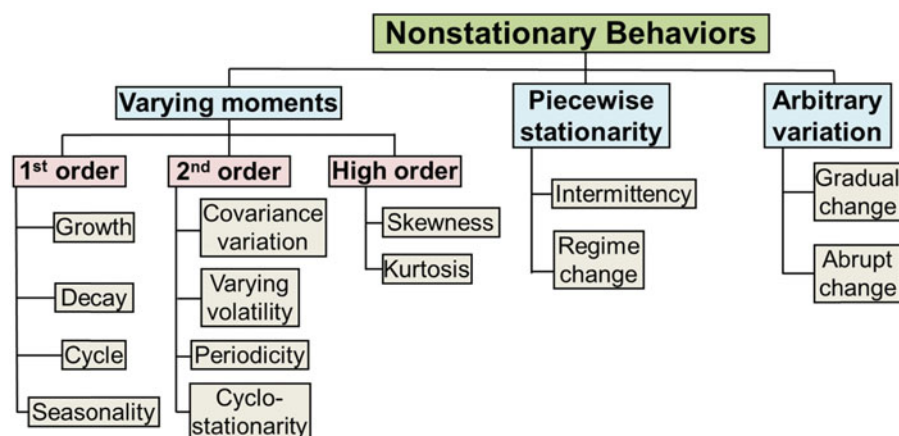 Nonstationary Behaviors
Varying moments
Piecewise
stationarity
Arbitrary
variation
1st order
2nd order
High order
Growth
Decay
Cycle
Seasonality
Covariance
variation
Varying
volatility
Periodicity
Cyclo-
stationarity
Skewness
Kurtosis
Intermittency
Regime
change
Gradual
change
Abrupt
change